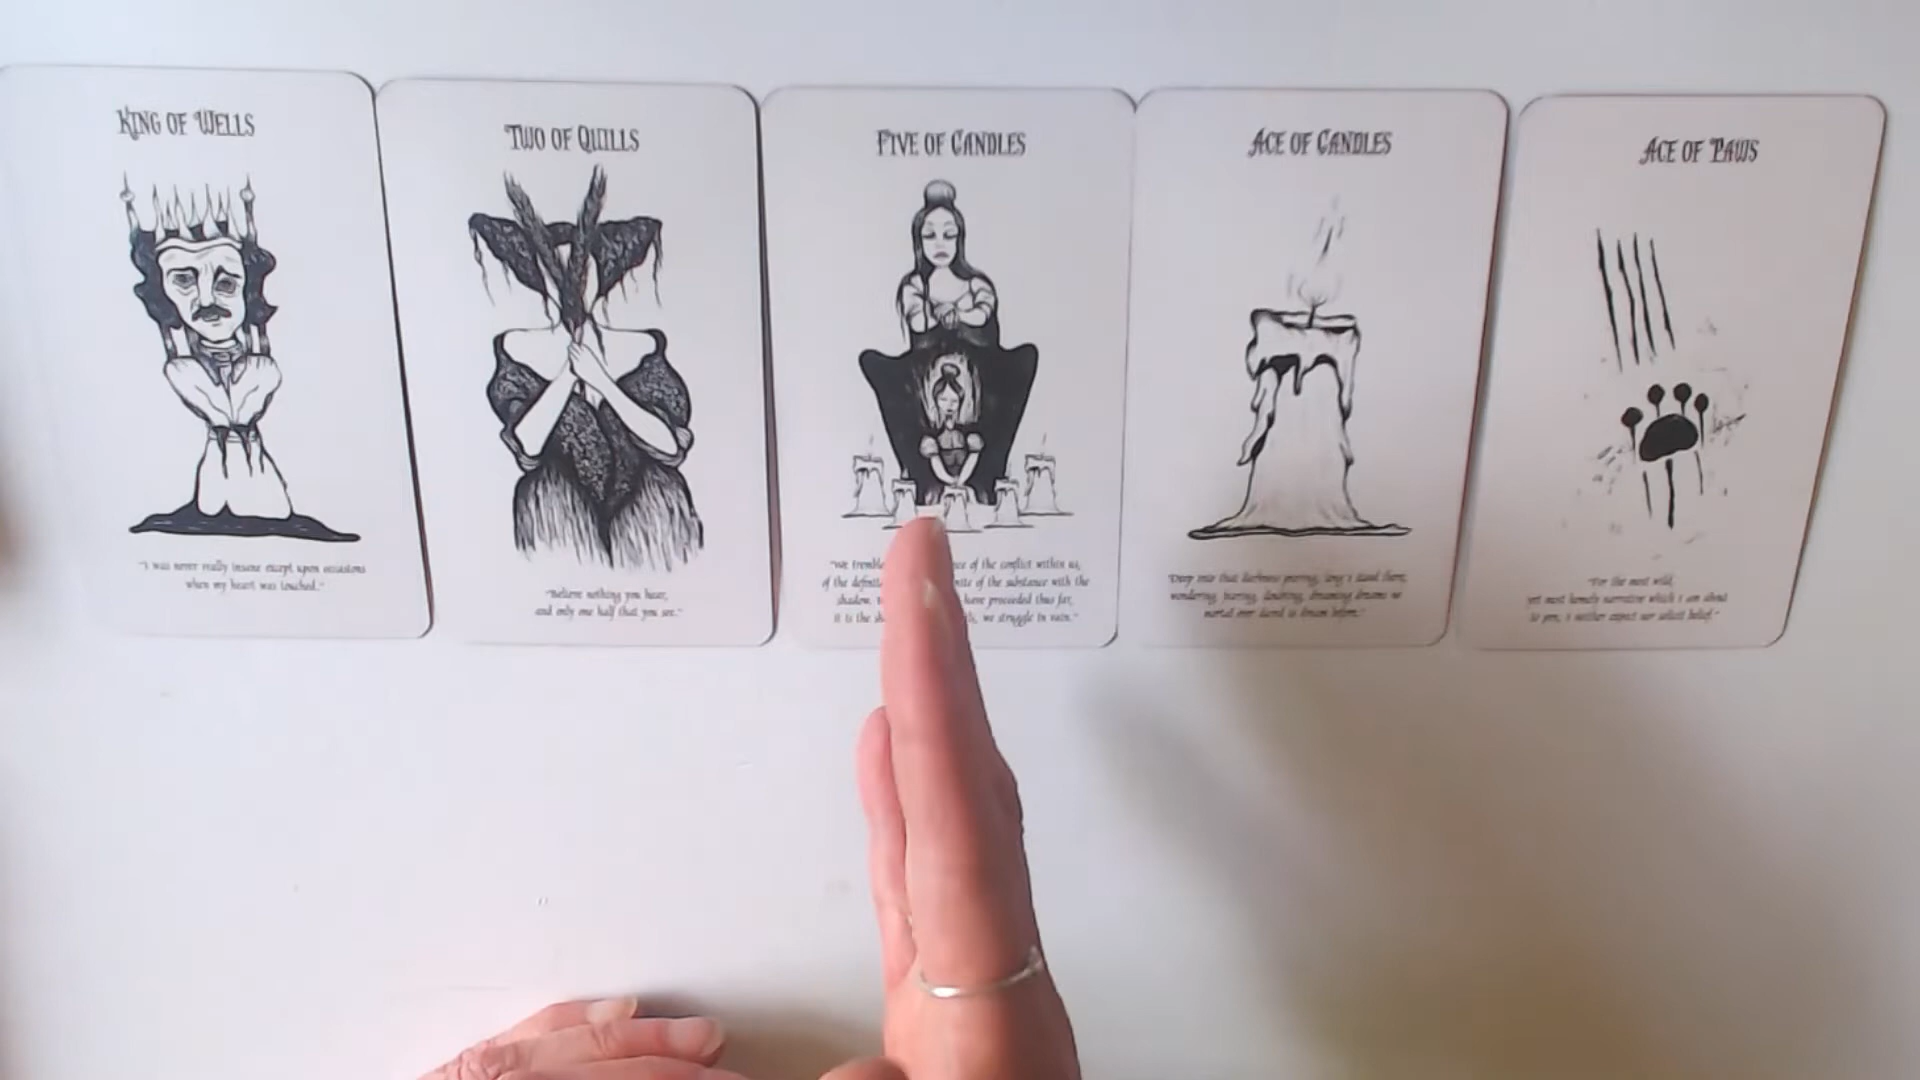 KING OF WELLS
"I was never really insane except upon occasions
when my heart was touched."
TWO OF QUILLS
"Believe nothing you hear,
and only one half that you see."
FIVE OF CANDLES
"We tremble of the conflict within us,
of the of the substance with the
shadow. have proceeded thus far,
it is the we struggle in vain."
ACE OF CANDLES
"Deep into that darkness peering, long I stood there,
wondering, fearing, doubting, dreaming dreams no
mortal ever dared to dream before."
ACE OF PAWS
"For the most wild,
yet most homely narrative which I am about
to pen, I neither expect nor solicit belief."